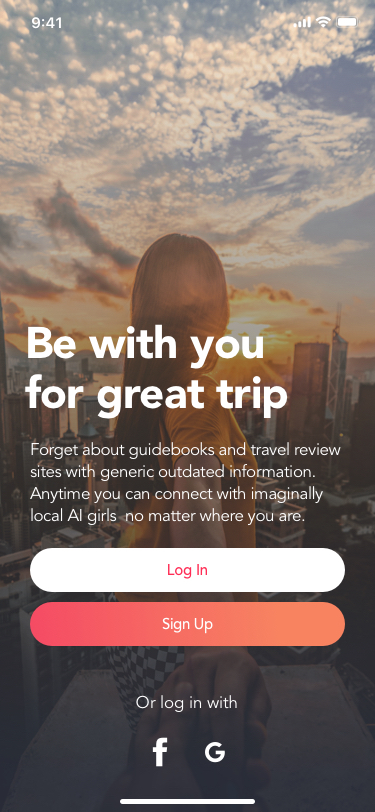 9:41
Be with you
for great trip
Forget about guidebooks and travel review
sites with generic outdated information.
Anytime you can connect with imaginally
local AI girls  no matter where you are.
Log In
Sign Up
Or log in with
f G